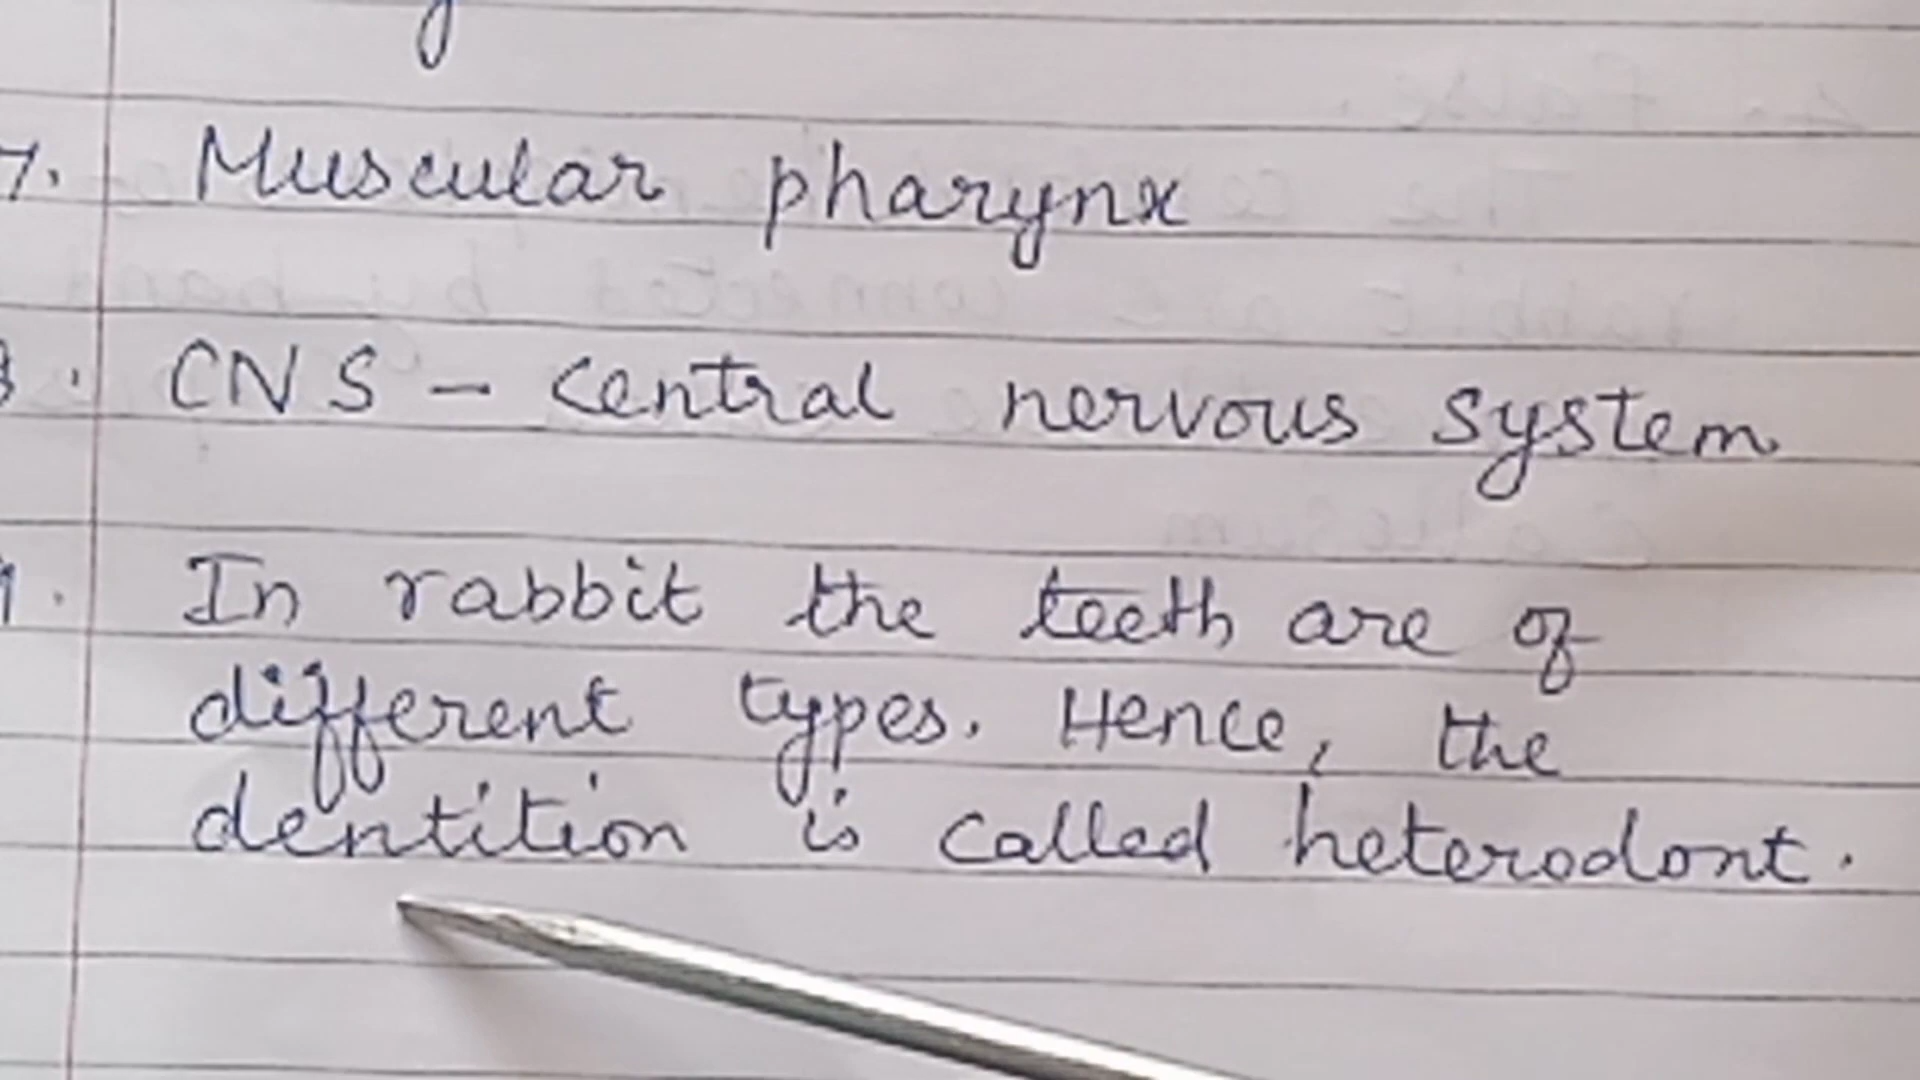 7. Muscular pharynx
8. CNS - Central nervous system
9. In rabbit the teeth are of
different types. Hence, the
dentition is called heterodont.